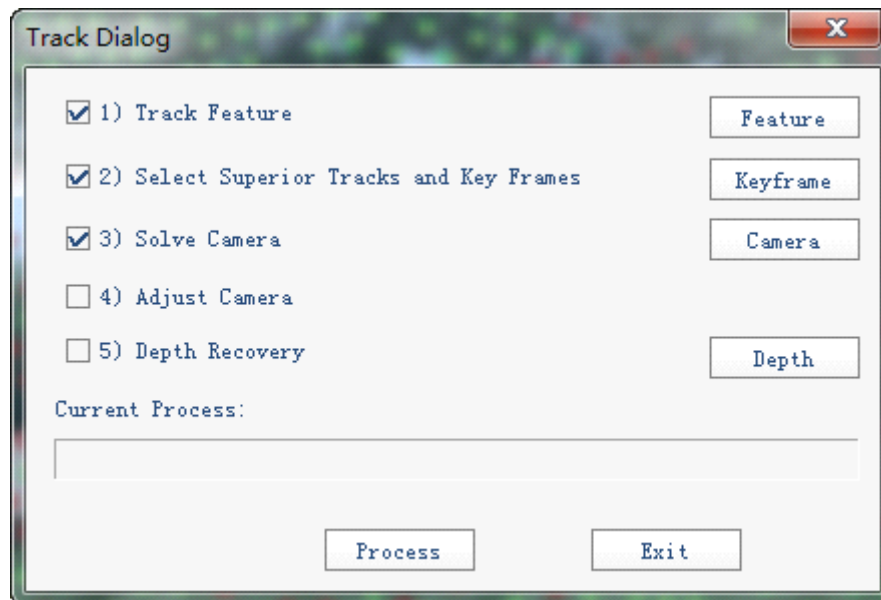 Track Dialog
1) Track Feature
Feature
2) Select Superior Tracks and Key Frames
Keyframe
3) Solve Camera
Camera
4) Adjust Camera
5) Depth Recovery
Depth
Current Process:
Process
Exit